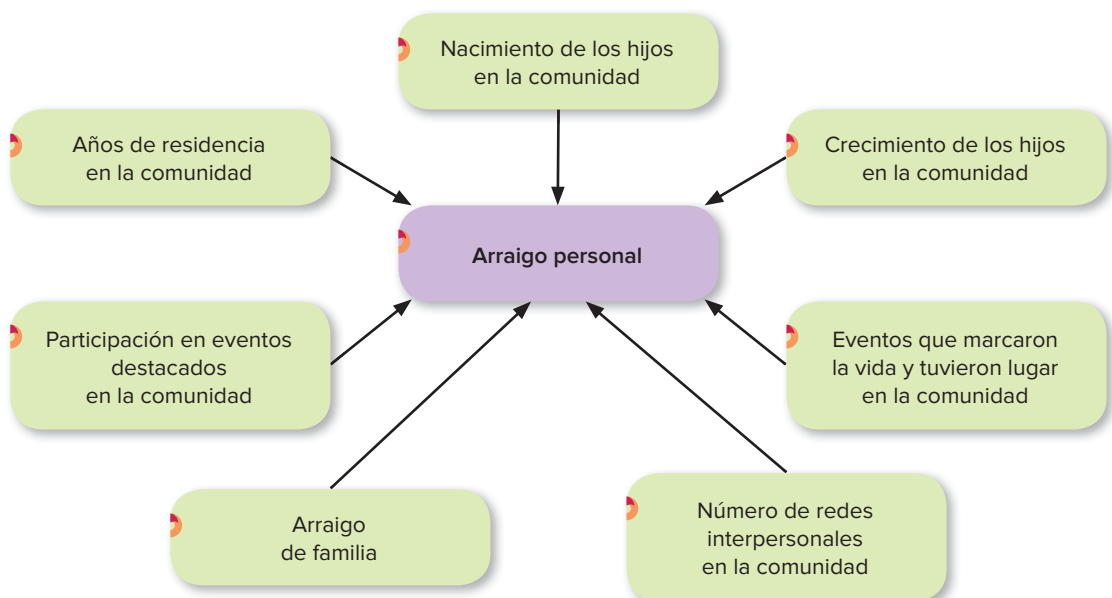 Nacimiento de los hijos
en la comunidad
Años de residencia
en la comunidad
Crecimiento de los hijos
en la comunidad
Arraigo personal
Participación en eventos
destacados
en la comunidad
Eventos que marcaron
la vida y tuvieron lugar
en la comunidad
Arraigo
de familia
Número de redes
interpersonales
en la comunidad